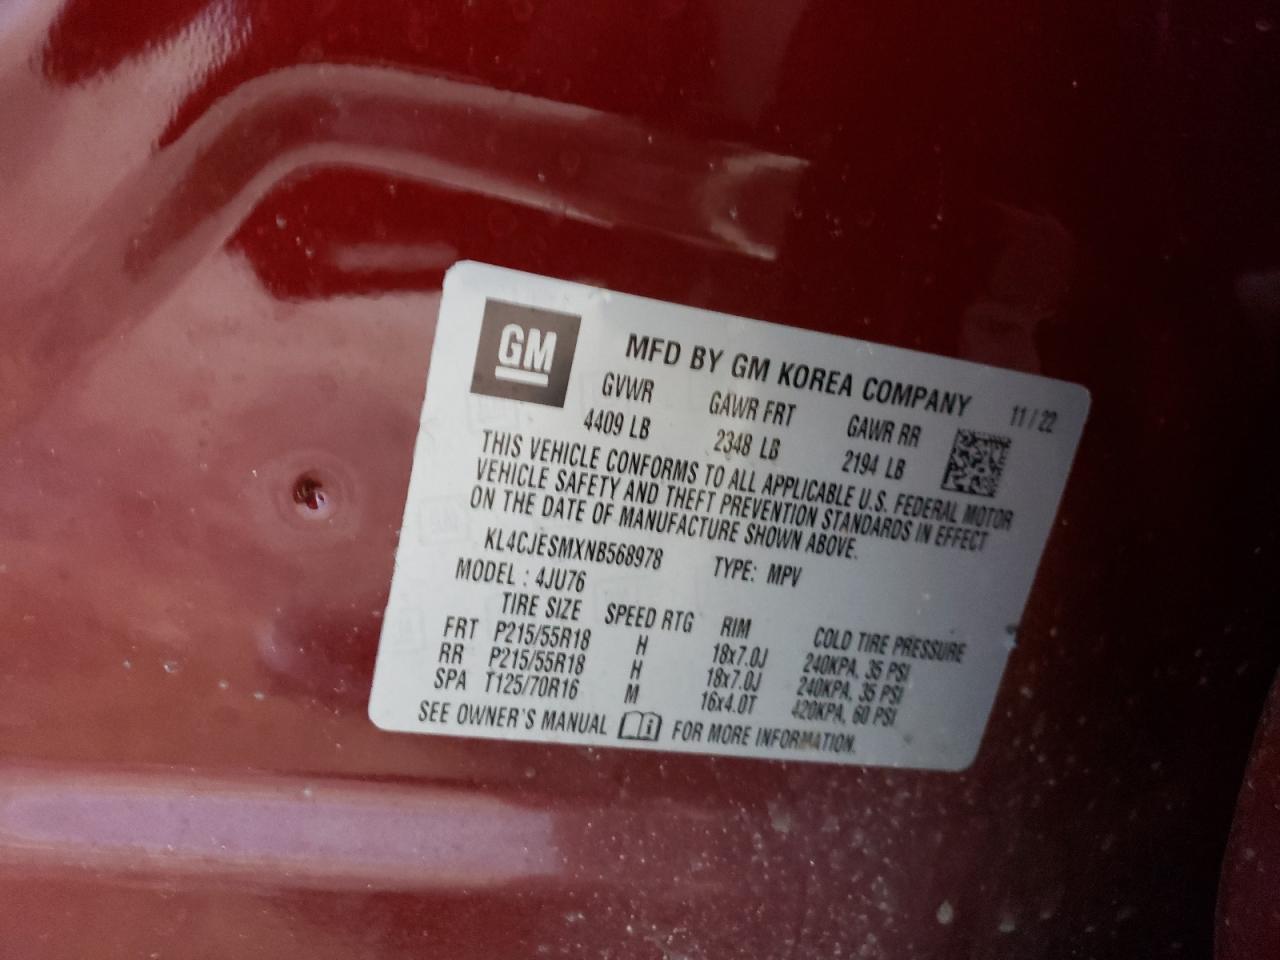 GM
MFD BY GM KOREA COMPANY 11 / 22
GVWR GAWR FRT GAWR RR
4409 LB 2348 LB 2194 LB
THIS VEHICLE CONFORMS TO ALL APPLICABLE U.S. FEDERAL MOTOR
VEHICLE SAFETY AND THEFT PREVENTION STANDARDS IN EFFECT
ON THE DATE OF MANUFACTURE SHOWN ABOVE.
KL4CJESMXNB568978 TYPE: MPV
MODEL : 4JU76
TIRE SIZE SPEED RTG RIM COLD TIRE PRESSURE
FRT P215/55R18 H 18x7.0J 240KPA, 35 PSI
RR P215/55R18 H 18x7.0J 240KPA, 35 PSI
SPA T125/70R16 M 16x4.0T 420KPA, 60 PSI
SEE OWNER'S MANUAL FOR MORE INFORMATION.